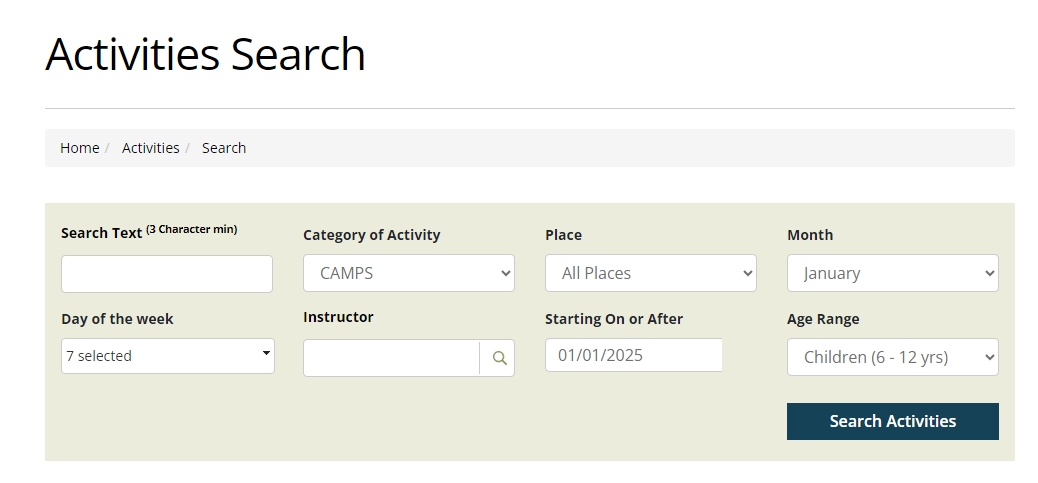 Activities Search
Home / Activities / Search
Search Text (3 Character min)
Category of Activity
Place
Month
CAMPS
All Places
January
Day of the week
Instructor
Starting On or After
Age Range
7 selected
01/01/2025
Children (6 - 12 yrs)
Search Activities